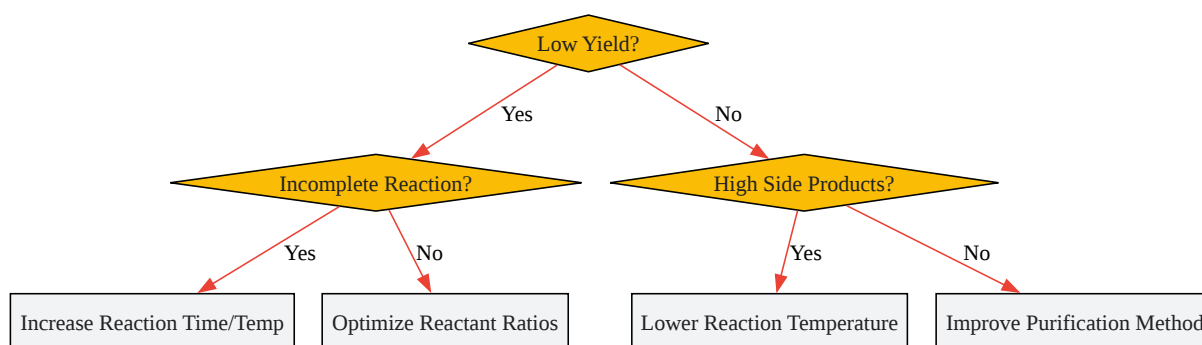 Low Yield?
Yes
No
Incomplete Reaction?
High Side Products?
Yes
No
Yes
No
Increase Reaction Time/Temp
Optimize Reactant Ratios
Lower Reaction Temperature
Improve Purification Method